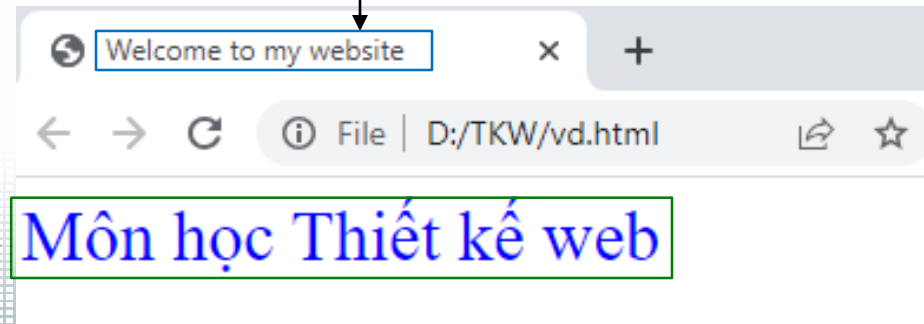 Welcome to my website
File | D:/TKW/vd.html
Môn học Thiết kế web